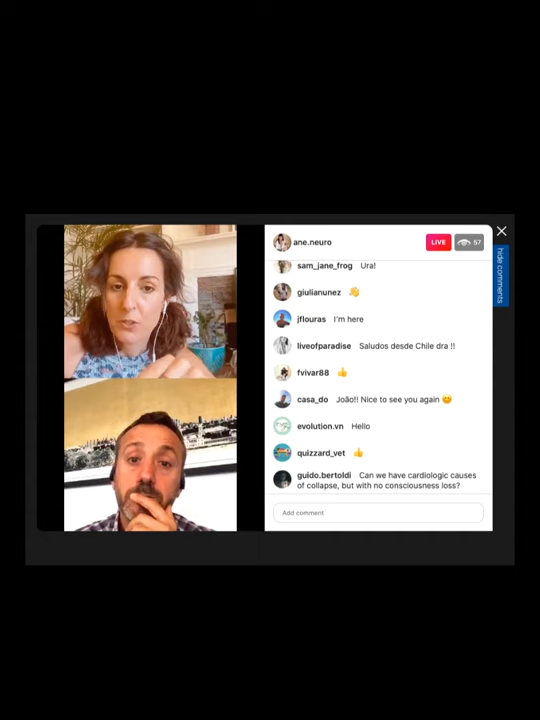 ane.neuro
LIVE
57
hide comments
sam_jane_frog Ura!
giulianunez 👋
jflouras I'm here
liveofparadise Saludos desde Chile dra !!
fvivar88 👍
casa_do João!! Nice to see you again 😊
evolution.vn Hello
quizzard_vet 👍
guido.bertoldi Can we have cardiologic causes
of collapse, but with no consciousness loss?
Add comment